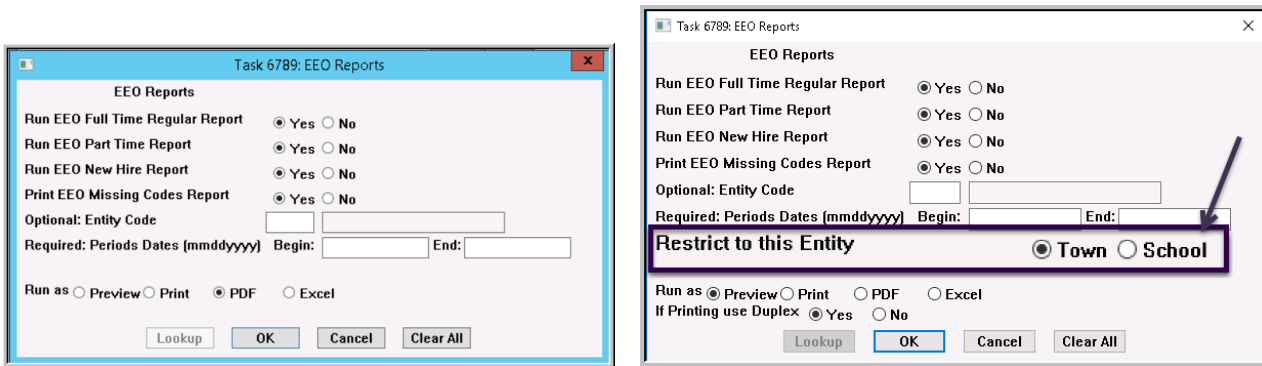 Task 6789: EEO Reports
EEO Reports
Run EEO Full Time Regular Report Yes No
Run EEO Part Time Report Yes No
Run EEO New Hire Report Yes No
Print EEO Missing Codes Report Yes No
Optional: Entity Code
Required: Periods Dates (mmddyyyy) Begin: End:
Run as Preview Print PDF Excel
Lookup OK Cancel Clear All
Task 6789: EEO Reports
EEO Reports
Run EEO Full Time Regular Report Yes No
Run EEO Part Time Report Yes No
Run EEO New Hire Report Yes No
Print EEO Missing Codes Report Yes No
Optional: Entity Code
Required: Periods Dates (mmddyyyy) Begin: End:
Restrict to this Entity Town School
Run as Preview Print PDF Excel
If Printing use Duplex Yes No
Lookup OK Cancel Clear All